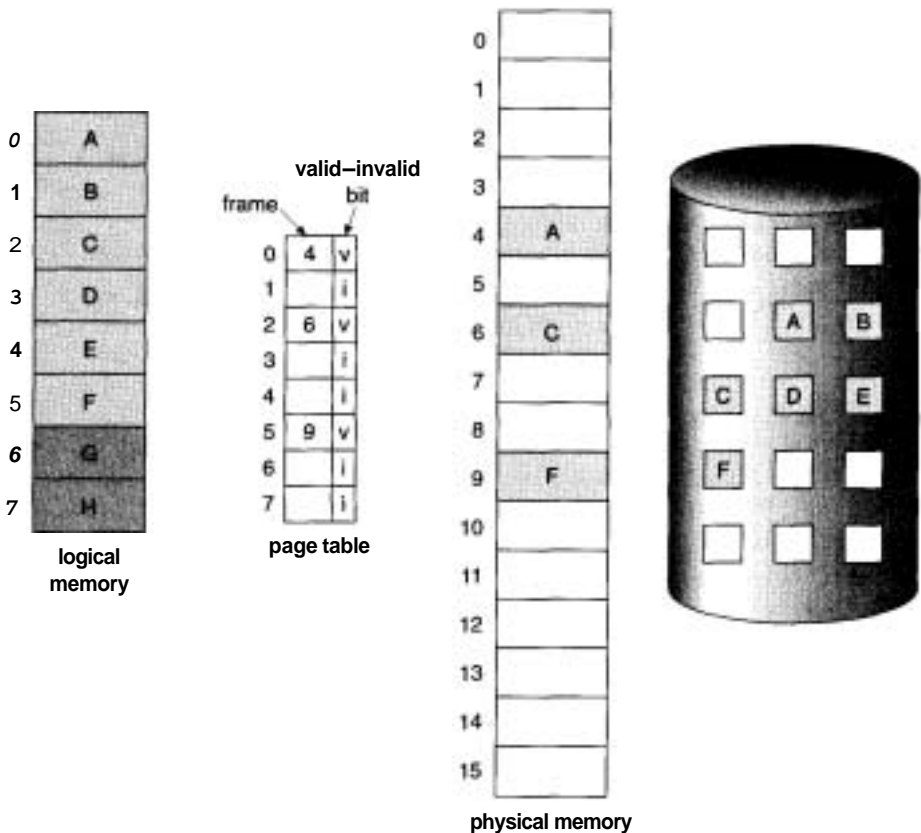 0 A
1 B
2 C
3 D
4 E
5 F
6 G
7 H
logical
memory
valid–invalid
frame bit
0 4 v
1 i
2 6 v
3 i
4 i
5 9 v
6 i
7 i
page table
0
1
2
3
4 A
5
6 C
7
8
9 F
10
11
12
13
14
15
physical memory
A B
C D E
F